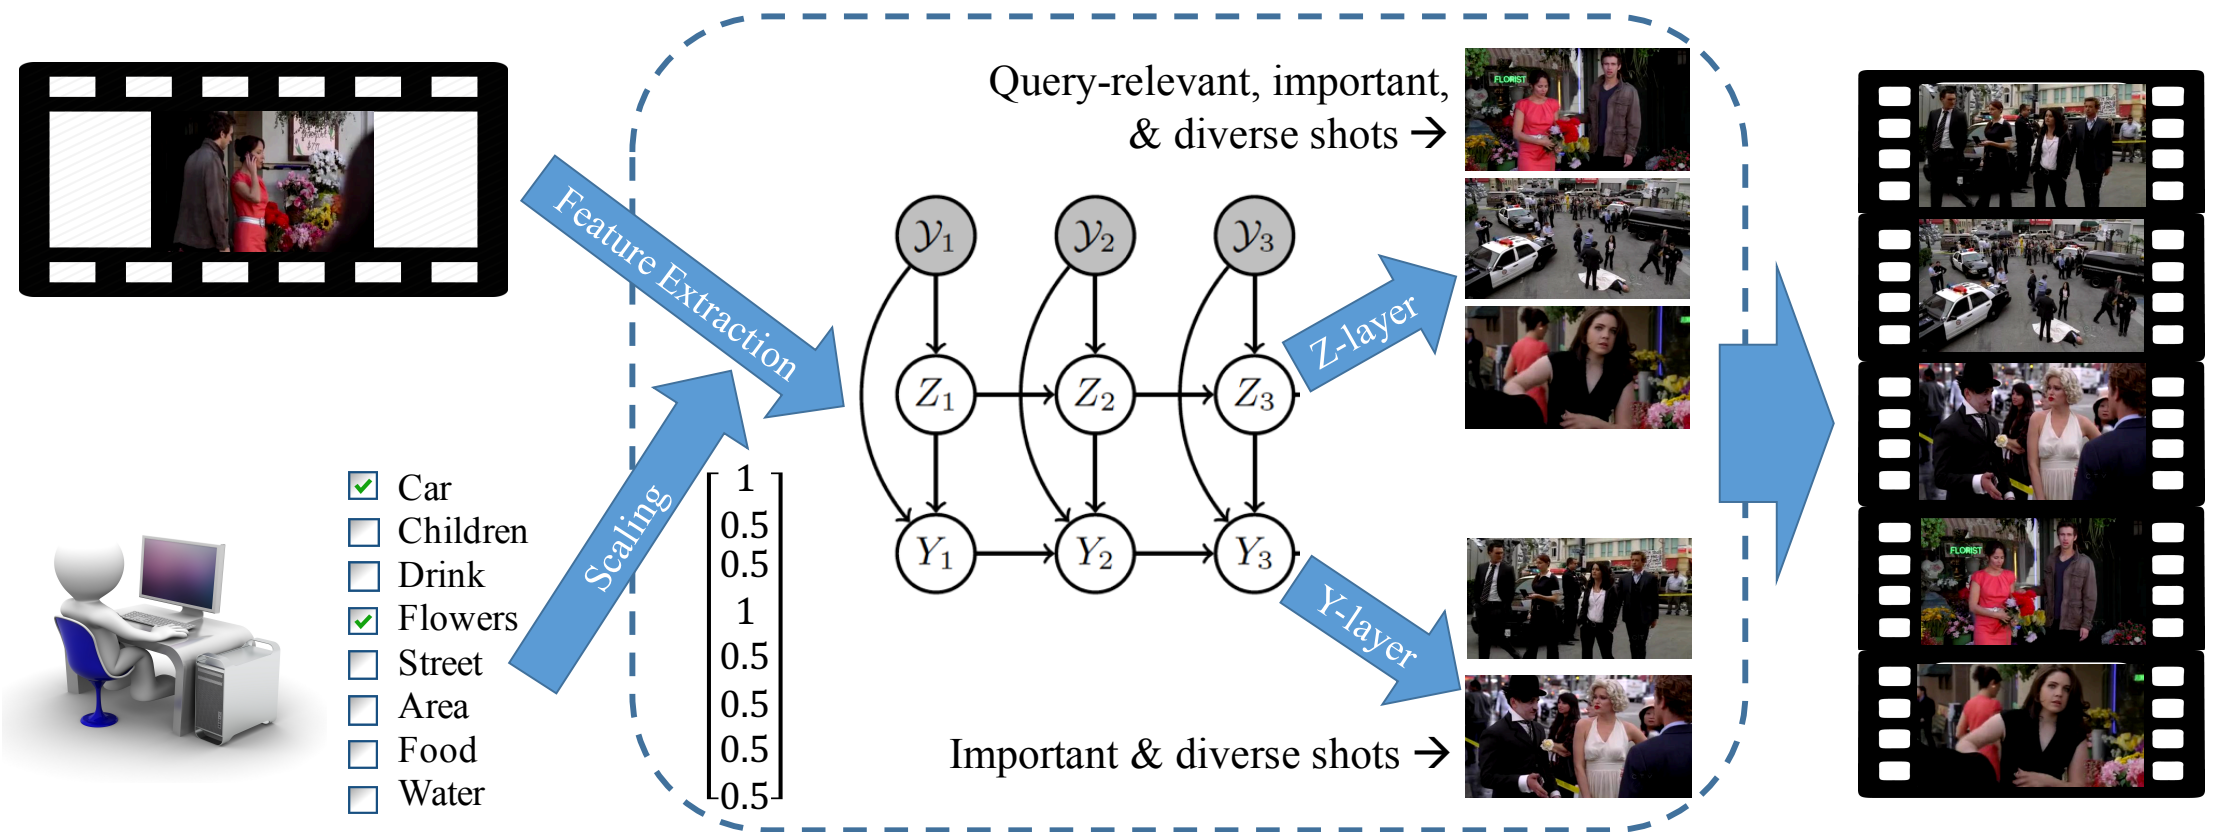 Query-relevant, important,
& diverse shots →
FLORIST
Feature Extraction
𝒴1 𝒴2 𝒴3
Z-layer
Z1 Z2 Z3
Scaling
Car
Children
Drink
Flowers
Street
Area
Food
Water
1
0.5
0.5
1
0.5
0.5
0.5
0.5
Y1 Y2 Y3
Y-layer
Important & diverse shots →
FLORIST